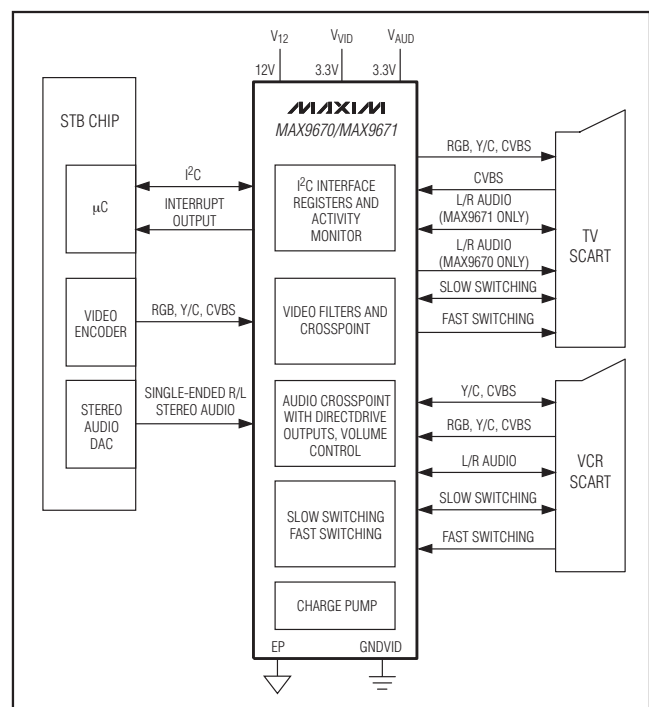 V12 VVID VAUD
12V 3.3V 3.3V
STB CHIP
μC
VIDEO
ENCODER
STEREO
AUDIO
DAC
I2C
INTERRUPT
OUTPUT
RGB, Y/C, CVBS
SINGLE-ENDED R/L
STEREO AUDIO
MAXIM
MAX9670/MAX9671
I2C INTERFACE
REGISTERS AND
ACTIVITY
MONITOR
VIDEO FILTERS AND
CROSSPOINT
AUDIO CROSSPOINT
WITH DIRECTDRIVE
OUTPUTS, VOLUME
CONTROL
SLOW SWITCHING
FAST SWITCHING
CHARGE PUMP
EP GNDVID
RGB, Y/C, CVBS
CVBS
L/R AUDIO
(MAX9671 ONLY)
L/R AUDIO
(MAX9670 ONLY)
SLOW SWITCHING
FAST SWITCHING
TV
SCART
Y/C, CVBS
RGB, Y/C, CVBS
L/R AUDIO
SLOW SWITCHING
FAST SWITCHING
VCR
SCART